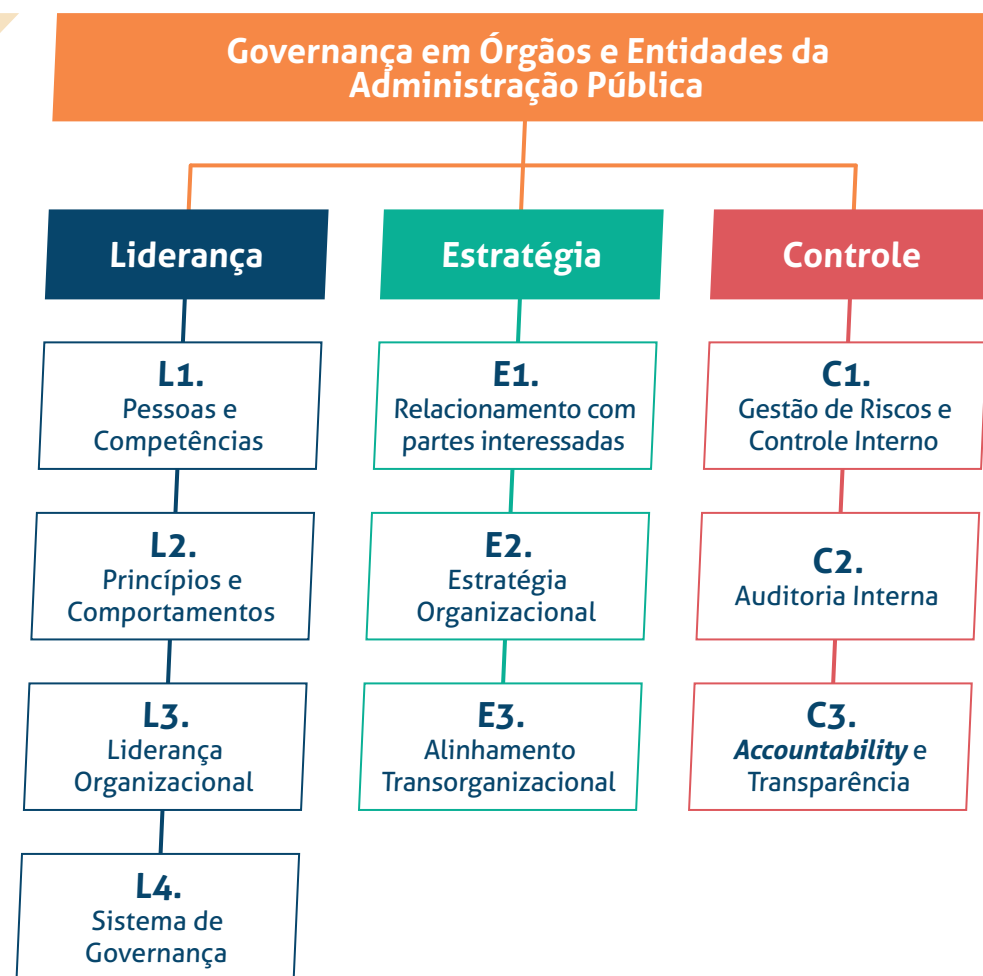 Governança em Órgãos e Entidades da
Administração Pública
Liderança
L1.
Pessoas e
Competências
L2.
Princípios e
Comportamentos
L3.
Liderança
Organizacional
L4.
Sistema de
Governança
Estratégia
E1.
Relacionamento com
partes interessadas
E2.
Estratégia
Organizacional
E3.
Alinhamento
Transorganizacional
Controle
C1.
Gestão de Riscos e
Controle Interno
C2.
Auditoria Interna
C3.
Accountability e
Transparência